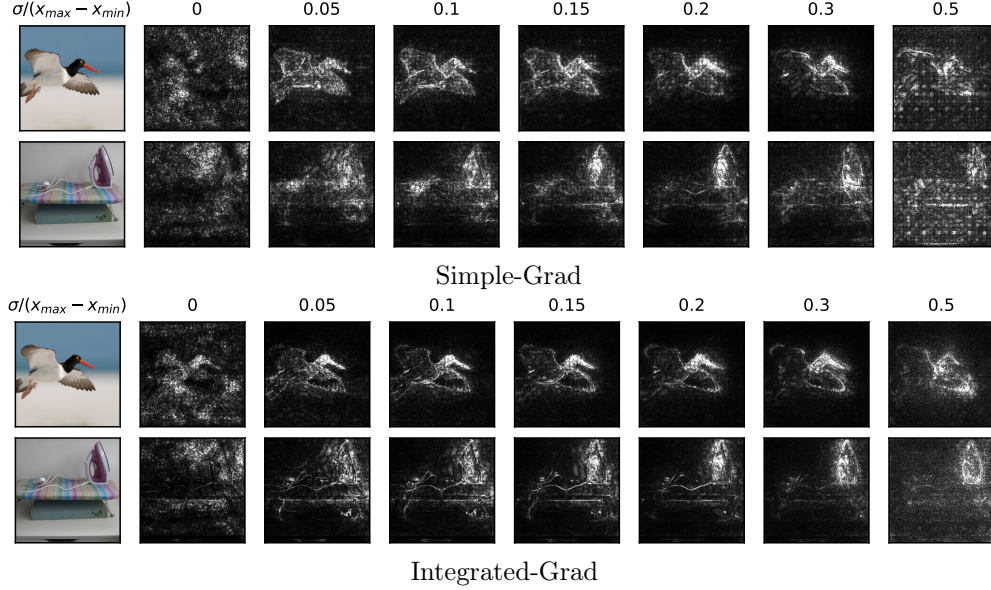 σ/(x_max − x_min) 0 0.05 0.1 0.15 0.2 0.3 0.5
Simple-Grad
σ/(x_max − x_min) 0 0.05 0.1 0.15 0.2 0.3 0.5
Integrated-Grad